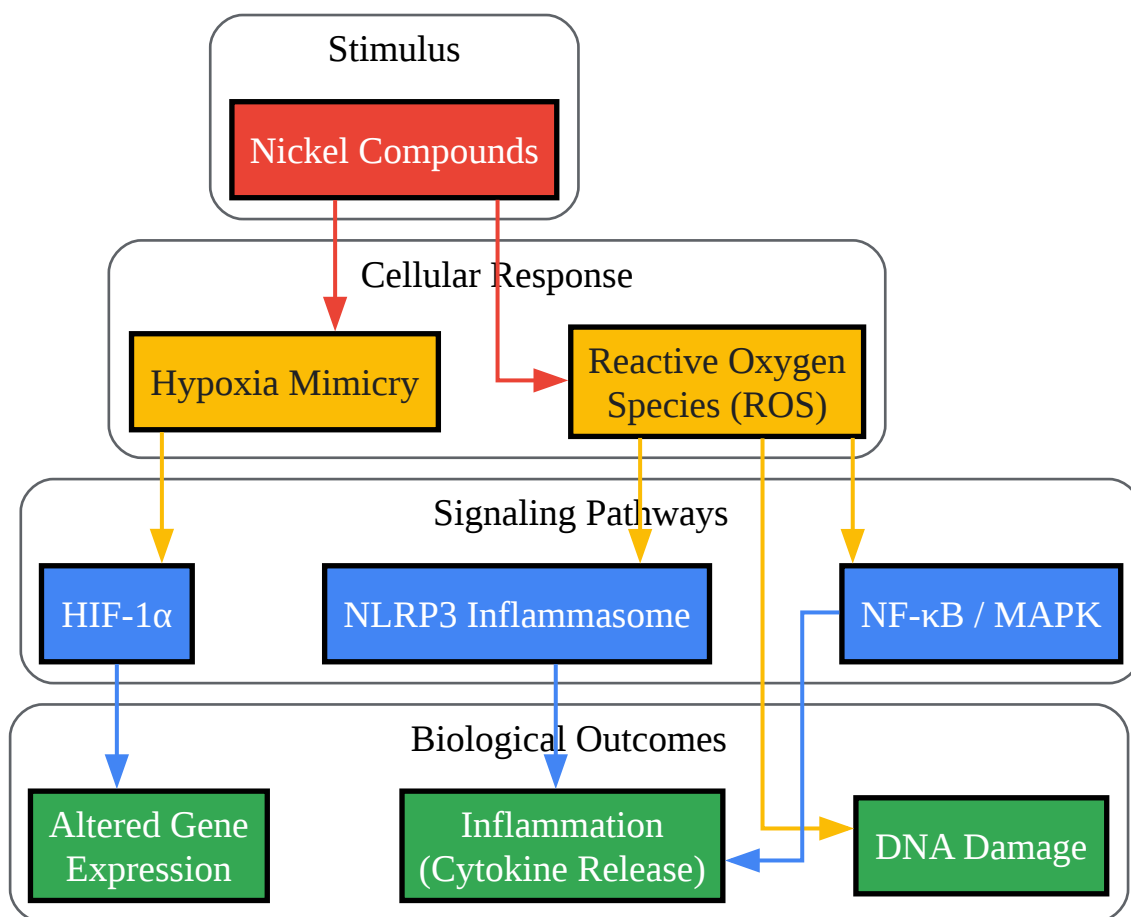 Stimulus
Nickel Compounds
Cellular Response
Hypoxia Mimicry
Reactive Oxygen
Species (ROS)
Signaling Pathways
HIF-1α
NLRP3 Inflammasome
NF-κB / MAPK
Biological Outcomes
Altered Gene
Expression
Inflammation
(Cytokine Release)
DNA Damage